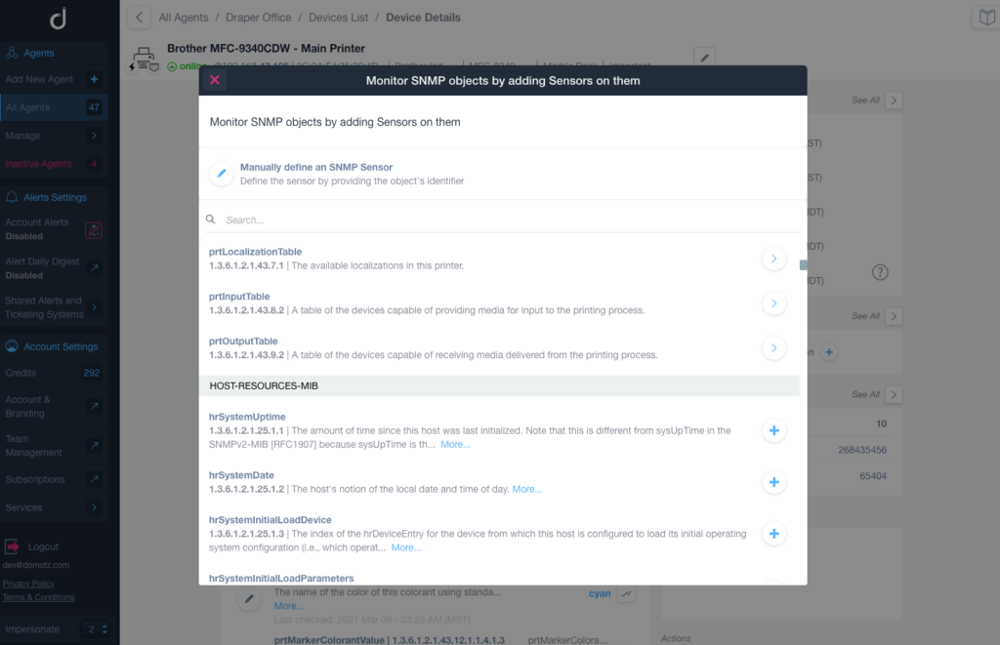 All Agents / Draper Office / Devices List / Device Details
Agents
Add New Agent
All Agents 47
Manage
Inactive Agents 4
Alerts Settings
Account Alerts
Disabled
Alert Daily Digest
Disabled
Shared Alerts and
Ticketing Systems
Account Settings
Credits 292
Account &
Branding
Team
Management
Subscriptions
Services
Logout
dev@domotz.com
Privacy Policy
Terms & Conditions
Impersonate 2
Brother MFC-9340CDW - Main Printer
online
Monitor SNMP objects by adding Sensors on them
Monitor SNMP objects by adding Sensors on them
Manually define an SNMP Sensor
Define the sensor by providing the object's identifier
Search...
prtLocalizationTable
1.3.6.1.2.1.43.7.1 | The available localizations in this printer.
prtInputTable
1.3.6.1.2.1.43.8.2 | A table of the devices capable of providing media for input to the printing process.
prtOutputTable
1.3.6.1.2.1.43.9.2 | A table of the devices capable of receiving media delivered from the printing process.
HOST-RESOURCES-MIB
hrSystemUptime
1.3.6.1.2.1.25.1.1 | The amount of time since this host was last initialized. Note that this is different from sysUpTime in the
SNMPv2-MIB [RFC1907] because sysUpTime is th... More...
hrSystemDate
1.3.6.1.2.1.25.1.2 | The host's notion of the local date and time of day. More...
hrSystemInitialLoadDevice
1.3.6.1.2.1.25.1.3 | The index of the hrDeviceEntry for the device from which this host is configured to load its initial operating
system configuration (i.e., which operat... More...
hrSystemInitialLoadParameters
See All
ST)
ST)
IDT)
IDT)
IDT)
?
See All
See All
10
268435456
65404
The name of the color of this colorant using standa...
More...
cyan
Last checked: 2021 Mar 09 - 03:23 AM (MST)
prtMarkerColorantValue | 1.3.6.1.2.1.43.12.1.1.4.1.3 prtMarkerColora...
Actions